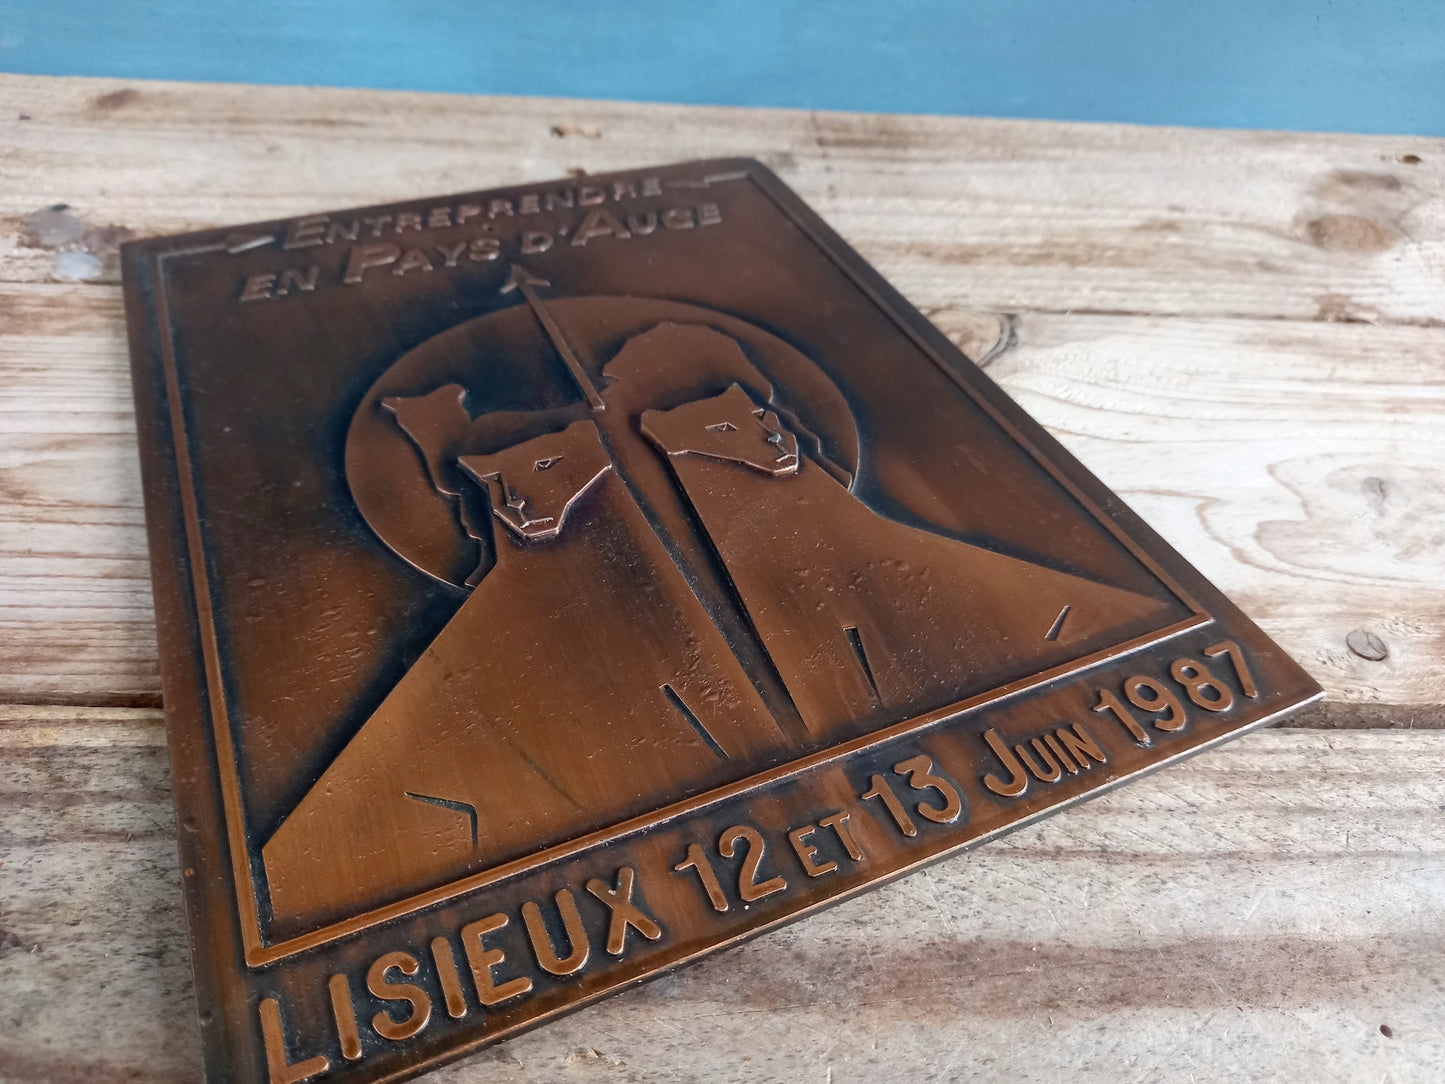 Entreprendre
en Pays d'Auge
LISIEUX 12 ET 13 JUIN 1987